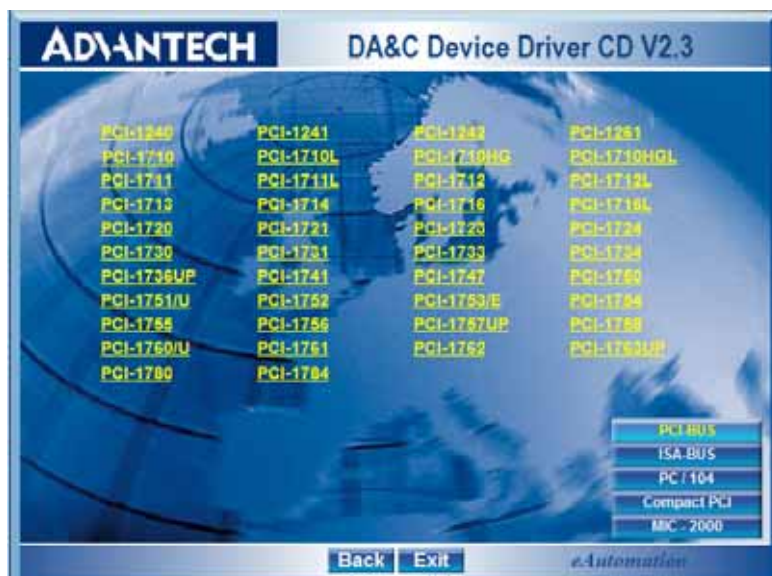 ADVANTECH DA&C Device Driver CD V2.3
PCI-1240 PCI-1241 PCI-1242 PCI-1261
PCI-1710 PCI-1710L PCI-1710HG PCI-1710HGL
PCI-1711 PCI-1711L PCI-1712 PCI-1712L
PCI-1713 PCI-1714 PCI-1716 PCI-1716L
PCI-1720 PCI-1721 PCI-1723 PCI-1724
PCI-1730 PCI-1731 PCI-1733 PCI-1734
PCI-1736UP PCI-1741 PCI-1747 PCI-1750
PCI-1751/U PCI-1752 PCI-1753/E PCI-1754
PCI-1755 PCI-1756 PCI-1757UP PCI-1758
PCI-1760/U PCI-1761 PCI-1762 PCI-1763UP
PCI-1780 PCI-1784
PCI-BUS
ISA-BUS
PC / 104
Compact PCI
MIC - 2000
Back Exit eAutomation